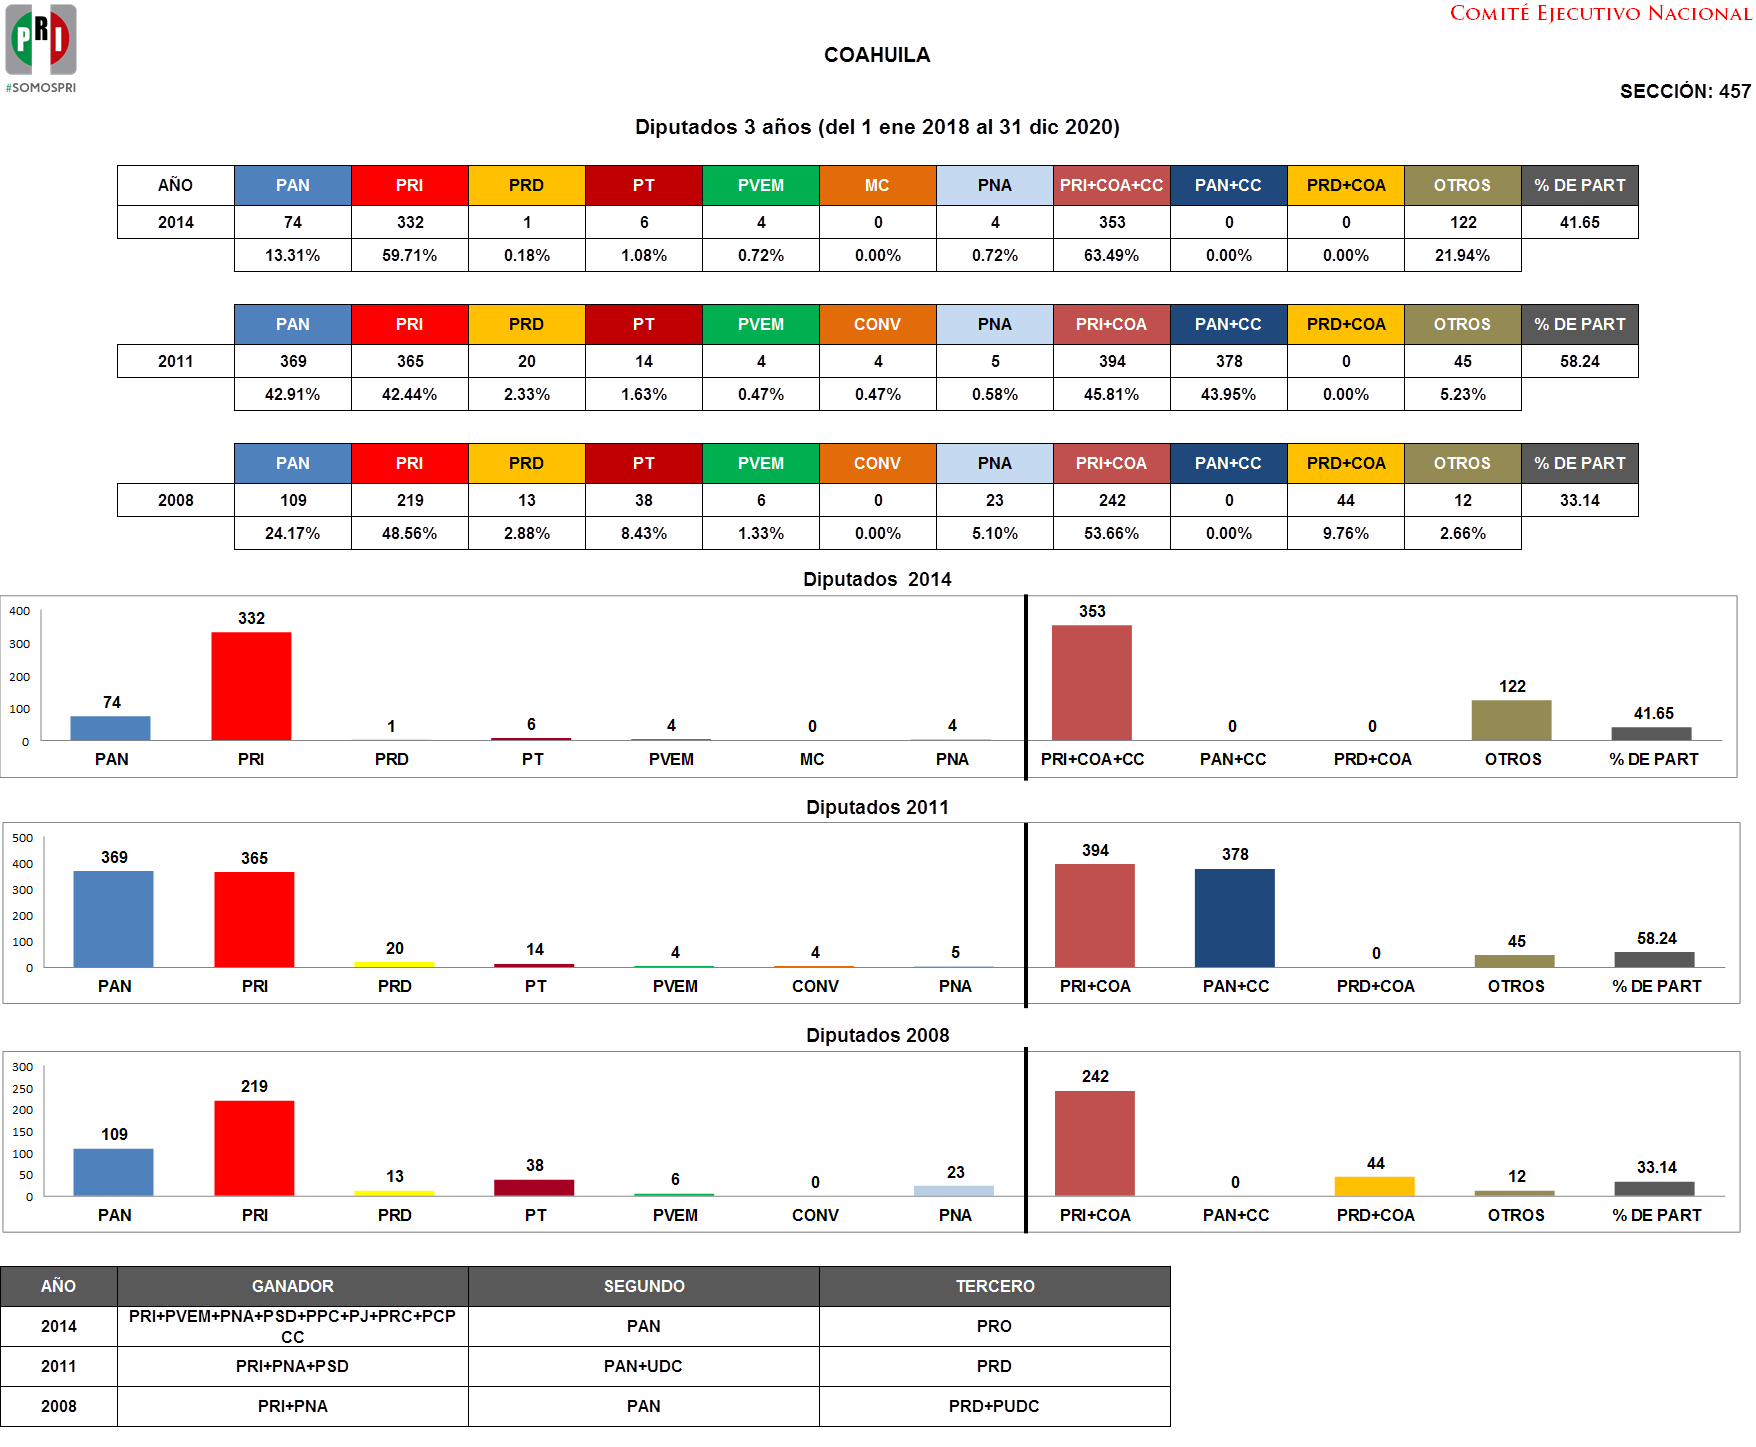 PRI
#SOMOSPRI
COMITÉ EJECUTIVO NACIONAL
COAHUILA
SECCIÓN: 457
Diputados 3 años (del 1 ene 2018 al 31 dic 2020)
AÑO PAN PRI PRD PT PVEM MC PNA PRI+COA+CC PAN+CC PRD+COA OTROS % DE PART
2014 74 332 1 6 4 0 4 353 0 0 122 41.65
13.31% 59.71% 0.18% 1.08% 0.72% 0.00% 0.72% 63.49% 0.00% 0.00% 21.94%
PAN PRI PRD PT PVEM CONV PNA PRI+COA PAN+CC PRD+COA OTROS % DE PART
2011 369 365 20 14 4 4 5 394 378 0 45 58.24
42.91% 42.44% 2.33% 1.63% 0.47% 0.47% 0.58% 45.81% 43.95% 0.00% 5.23%
PAN PRI PRD PT PVEM CONV PNA PRI+COA PAN+CC PRD+COA OTROS % DE PART
2008 109 219 13 38 6 0 23 242 0 44 12 33.14
24.17% 48.56% 2.88% 8.43% 1.33% 0.00% 5.10% 53.66% 0.00% 9.76% 2.66%
Diputados 2014
400
300
200
100
0
74 332 1 6 4 0 4 353 0 0 122 41.65
PAN PRI PRD PT PVEM MC PNA PRI+COA+CC PAN+CC PRD+COA OTROS % DE PART
Diputados 2011
500
400
300
200
100
0
369 365 20 14 4 4 5 394 378 0 45 58.24
PAN PRI PRD PT PVEM CONV PNA PRI+COA PAN+CC PRD+COA OTROS % DE PART
Diputados 2008
300
250
200
150
100
50
0
109 219 13 38 6 0 23 242 0 44 12 33.14
PAN PRI PRD PT PVEM CONV PNA PRI+COA PAN+CC PRD+COA OTROS % DE PART
AÑO GANADOR SEGUNDO TERCERO
2014 PRI+PVEM+PNA+PSD+PPC+PJ+PRC+PCP CC PAN PRO
2011 PRI+PNA+PSD PAN+UDC PRD
2008 PRI+PNA PAN PRD+PUDC